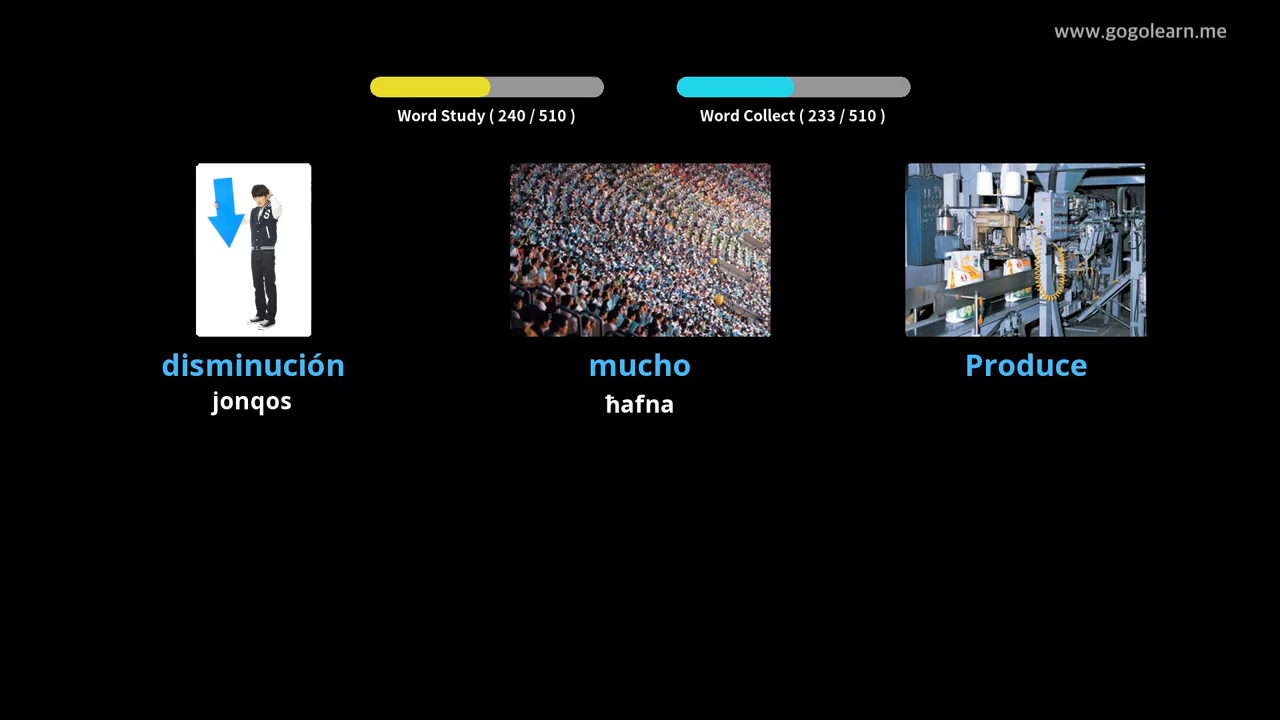 www.gogolearn.me
Word Study ( 240 / 510 )
Word Collect ( 233 / 510 )
disminución
jonqos
mucho
ħafna
Produce